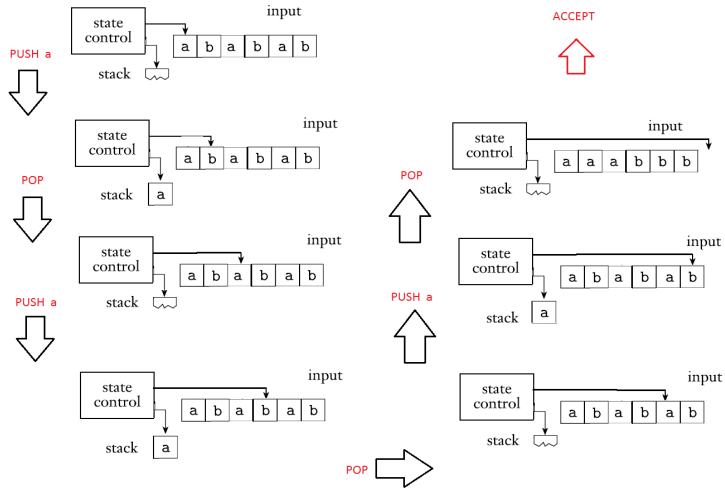 input
state
control
a b a b a b
stack
PUSH a
input
state
control
a b a b a b
stack
a
POP
input
state
control
a b a b a b
stack
PUSH a
input
state
control
a b a b a b
stack
a
POP
input
state
control
a b a b a b
stack
PUSH a
input
state
control
a b a b a b
stack
a
POP
input
state
control
a a a b b b
stack
ACCEPT